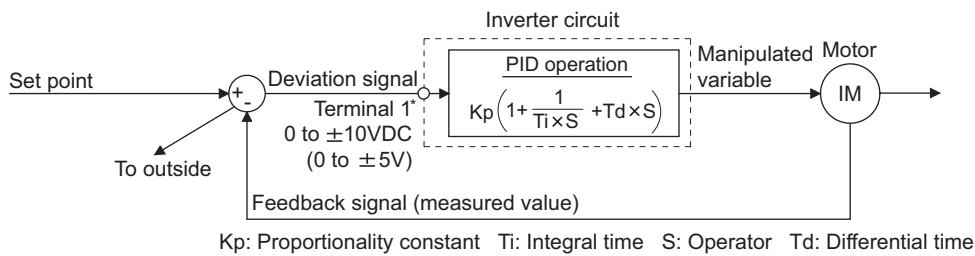 Inverter circuit
Set point
Deviation signal
Terminal 1*
0 to ±10VDC
(0 to ±5V)
PID operation
Kp(1+ 1/Ti×S +Td×S)
Manipulated
variable
Motor
IM
+
-
To outside
Feedback signal (measured value)
Kp: Proportionality constant Ti: Integral time S: Operator Td: Differential time